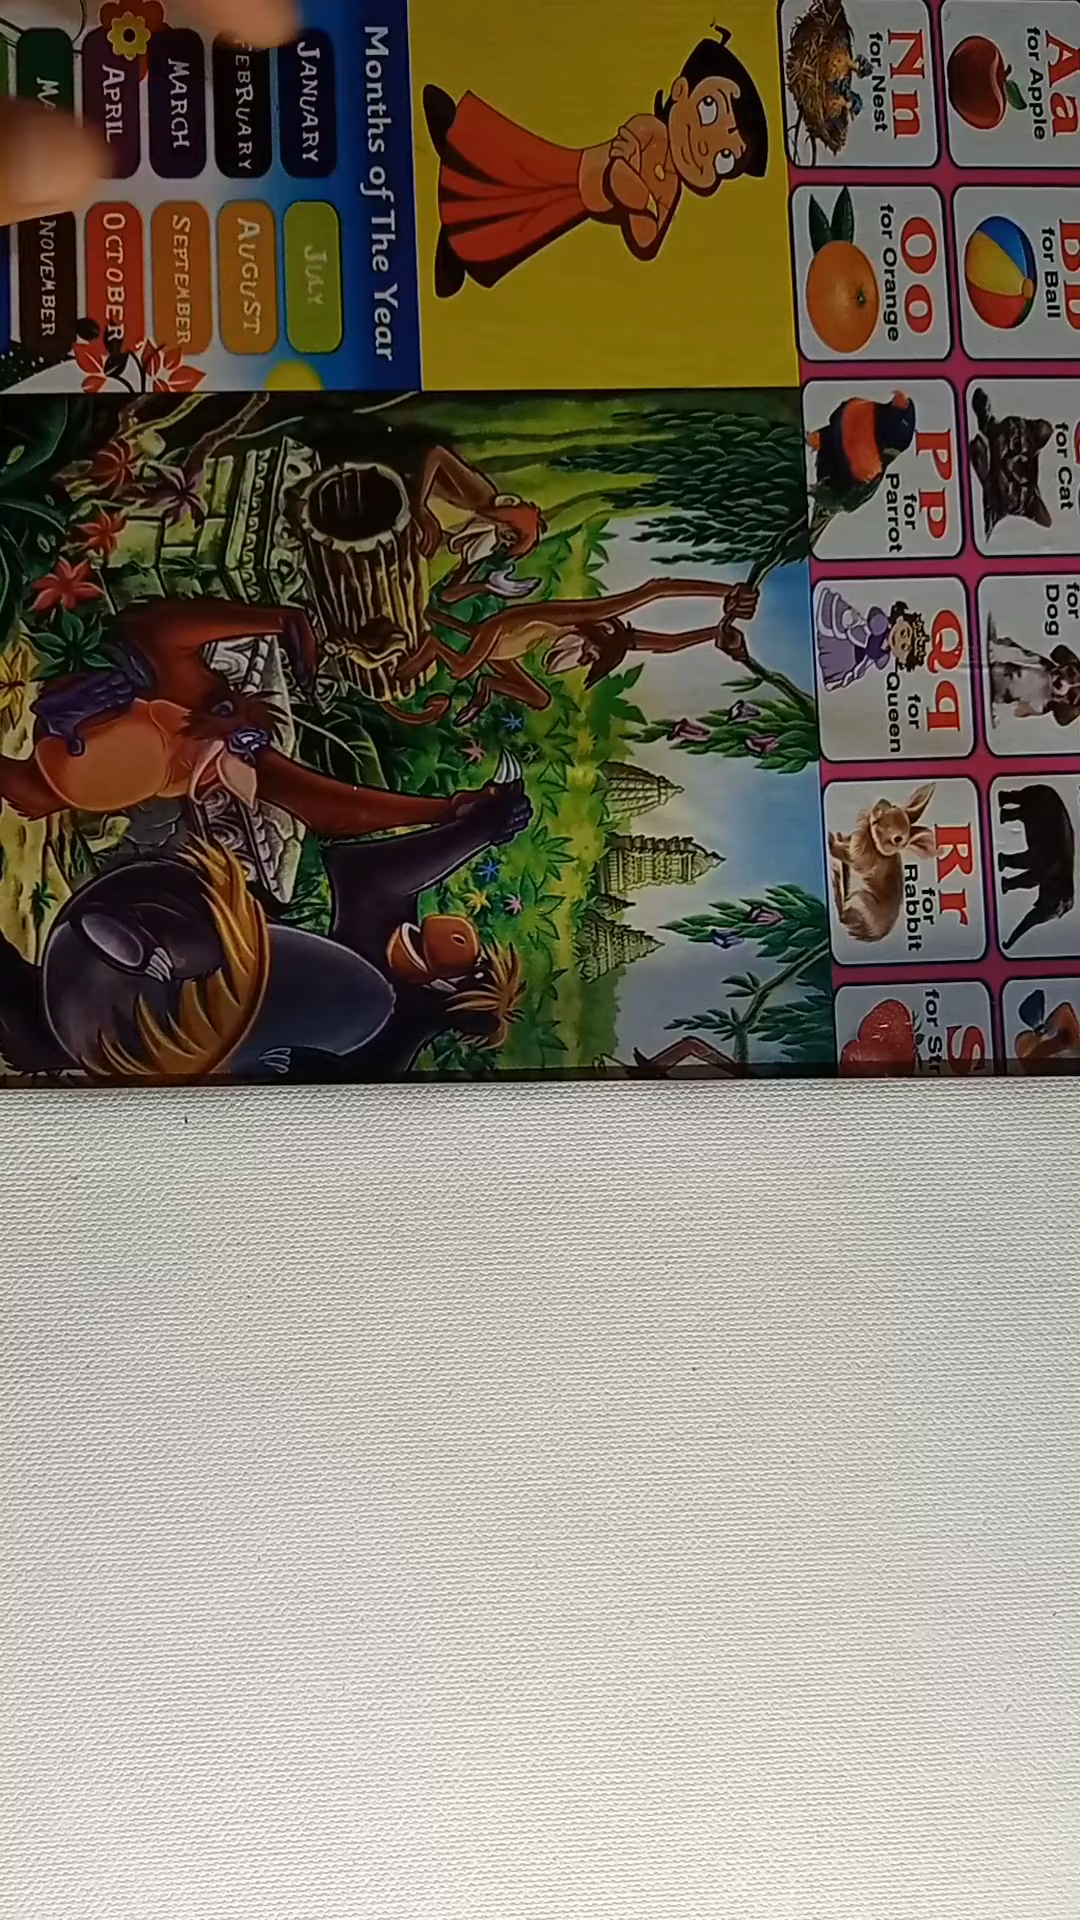 Aa
for Apple
Bb
for Ball
for Cat
for
Dog
Nn
for Nest
Oo
for Orange
Pp
for
Parrot
Qq
for
Queen
Rr
for
Rabbit
S
for
Months of The Year
JANUARY
JULY
FEBRUARY
AUGUST
MARCH
SEPTEMBER
APRIL
OCTOBER
NOVEMBER